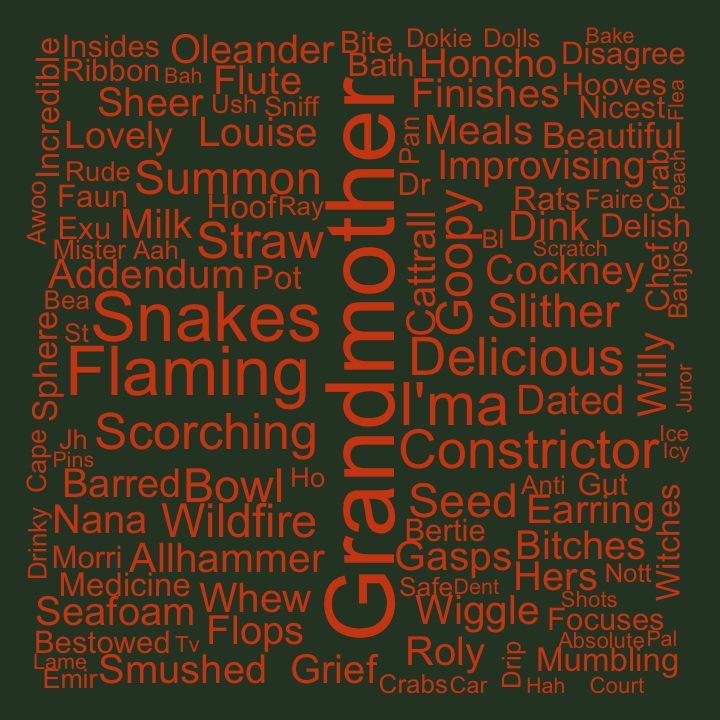 Incredible
Insides
Oleander
Bite
Dokie
Dolls
Bake
Disagree
Ribbon
Bah
Flute
Bath
Honcho
Sheer
Ush
Sniff
Finishes
Hooves
Nicest
Flea
Lovely
Louise
Pan
Meals
Beautiful
Rude
Summon
Dr
Improvising
Crab
Peach
Awoo
Faun
Hoof
Ray
Rats
Faire
Exu
Milk
Straw
Cattrall
Goopy
Bl
Dink
Delish
Mister
Aah
Scratch
Addendum
Pot
Cockney
Chef
Banjos
Bea
Snakes
Grandmother
Slither
St
Sphere
Flaming
Delicious
Willy
Juror
I'ma
Dated
Scorching
Jh
Constrictor
Ice
Icy
Cape
Pins
Barred
Bowl
Ho
Seed
Anti
Gut
Nana
Wildfire
Earring
Bertie
Bitches
Witches
Drinky
Morri
Allhammer
Gasps
Hers
Nott
Medicine
Whew
Safe
Dent
Shots
Seafoam
Flops
Wiggle
Focuses
Bestowed
Tv
Absolute
Pal
Roly
Drip
Mumbling
Lame
Emir
Smushed
Grief
Crabs
Car
Hah
Court